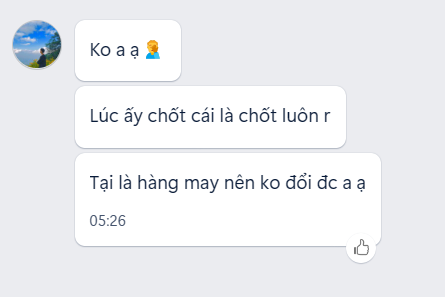 Ko a ạ 🤦
Lúc ấy chốt cái là chốt luôn r
Tại là hàng may nên ko đổi đc a ạ
05:26